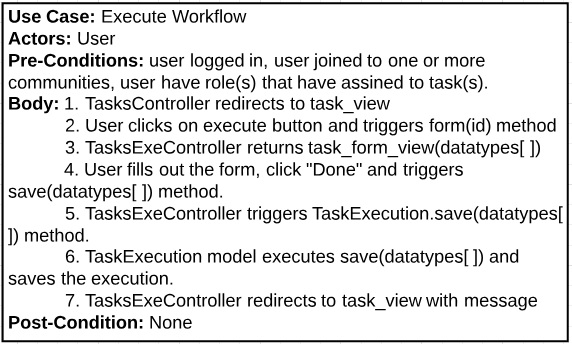 Use Case: Execute Workflow
Actors: User
Pre-Conditions: user logged in, user joined to one or more
communities, user have role(s) that have assined to task(s).
Body: 1. TasksController redirects to task_view
2. User clicks on execute button and triggers form(id) method
3. TasksExeController returns task_form_view(datatypes[ ])
4. User fills out the form, click "Done" and triggers
save(datatypes[ ]) method.
5. TasksExeController triggers TaskExecution.save(datatypes[
]) method.
6. TaskExecution model executes save(datatypes[ ]) and
saves the execution.
7. TasksExeController redirects to task_view with message
Post-Condition: None